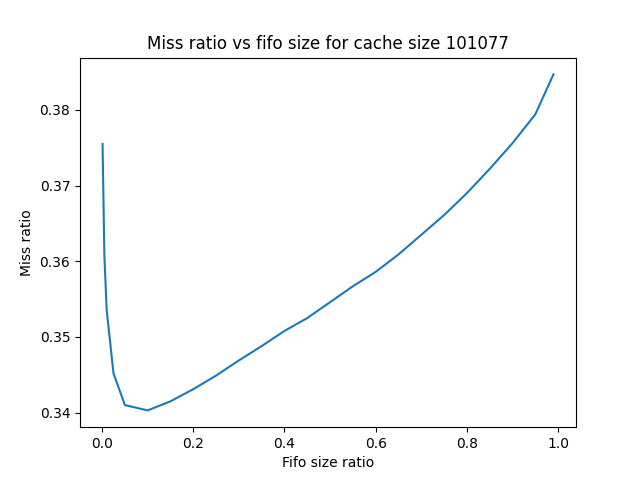 Miss ratio vs fifo size for cache size 101077
0.38
0.37
0.36
0.35
0.34
Miss ratio
0.0 0.2 0.4 0.6 0.8 1.0
Fifo size ratio